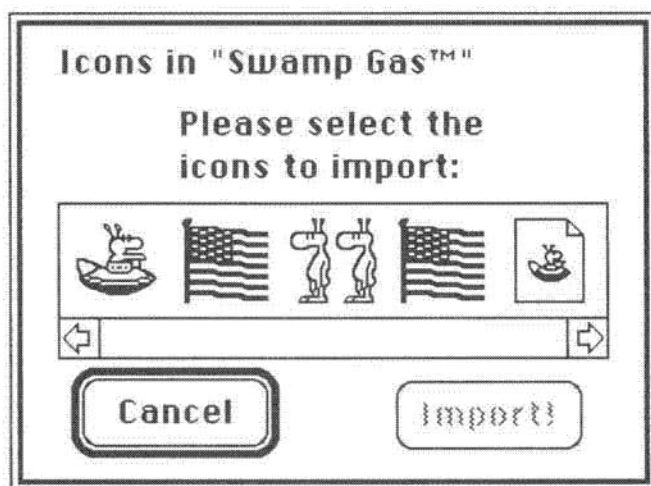 Icons in "Swamp Gas™"
Please select the
icons to import:
Cancel
Import!